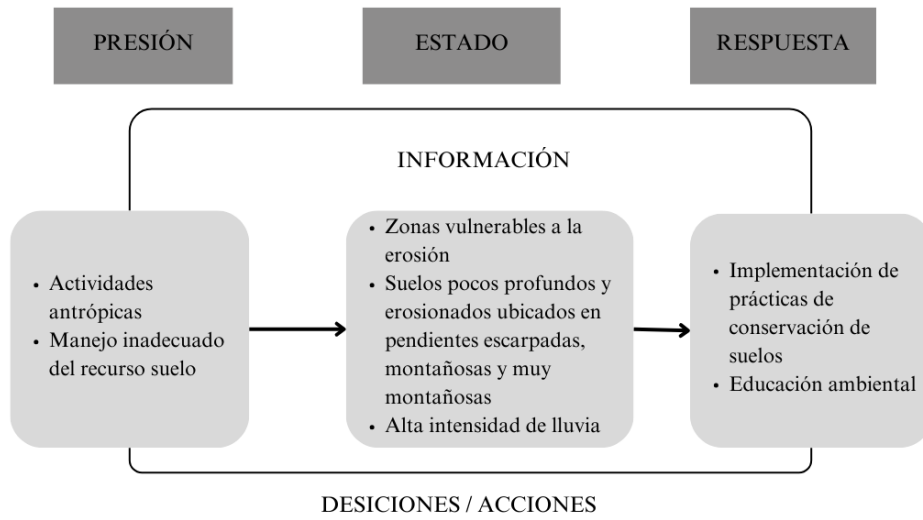 PRESIÓN
ESTADO
RESPUESTA
INFORMACIÓN
• Actividades
antrópicas
• Manejo inadecuado
del recurso suelo
• Zonas vulnerables a la
erosión
• Suelos pocos profundos y
erosionados ubicados en
pendientes escarpadas,
montañosas y muy
montañosas
• Alta intensidad de lluvia
• Implementación de
prácticas de
conservación de
suelos
• Educación ambiental
DESICIONES / ACCIONES